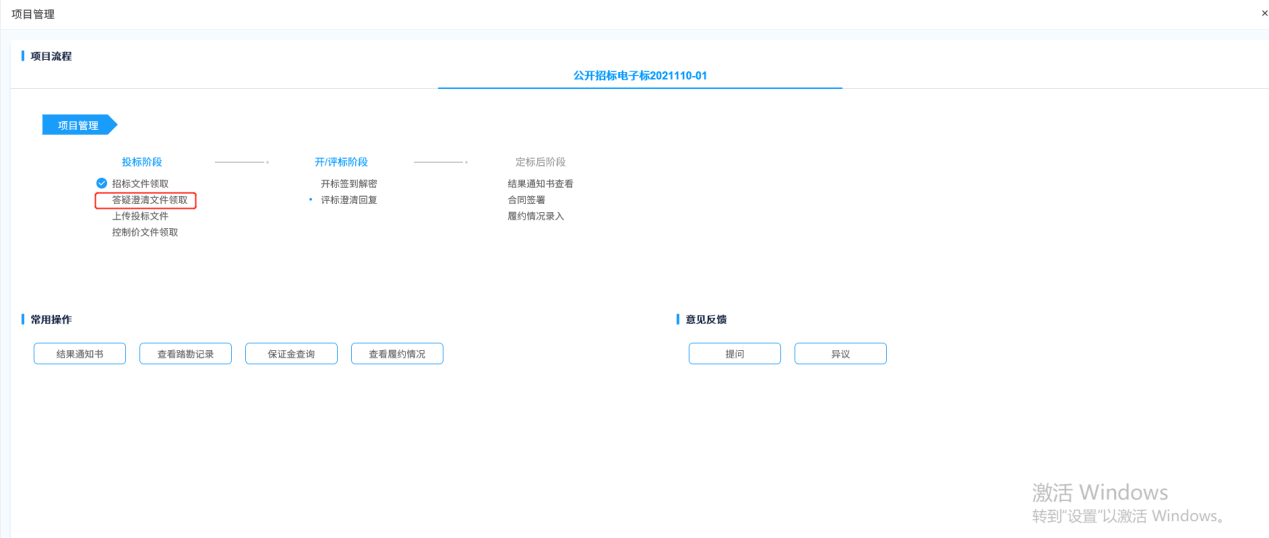 项目管理
×
项目流程
公开招标电子标2021110-01
项目管理
投标阶段
开/评标阶段
定标后阶段
招标文件领取
开标签到解密
结果通知书查看
答疑澄清文件领取
评标澄清回复
合同签署
上传投标文件
履约情况录入
控制价文件领取
常用操作
意见反馈
结果通知书
查看踏勘记录
保证金查询
查看履约情况
提问
异议
激活 Windows
转到"设置"以激活 Windows。